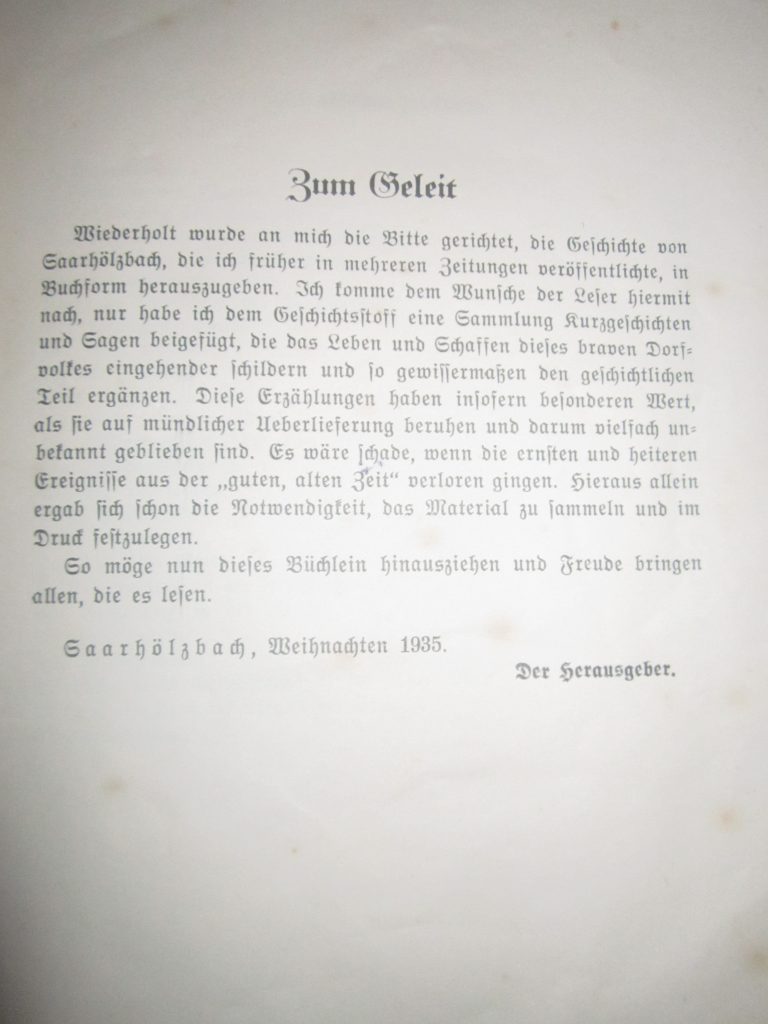 Zum Geleit
Wiederholt wurde an mich die Bitte gerichtet, die Geschichte von
Saarhölzbach, die ich früher in mehreren Zeitungen veröffentlichte, in
Buchform herauszugeben. Ich komme dem Wunsche der Leser hiermit
nach, nur habe ich dem Geschichtsstoff eine Sammlung Kurzgeschichten
und Sagen beigefügt, die das Leben und Schaffen dieses braven Dorf-
volkes eingehender schildern und so gewissermaßen den geschichtlichen
Teil ergänzen. Diese Erzählungen haben insofern besonderen Wert,
als sie auf mündlicher Ueberlieferung beruhen und darum vielfach un-
bekannt geblieben sind. Es wäre schade, wenn die ernsten und heiteren
Ereignisse aus der „guten, alten Zeit“ verloren gingen. Hieraus allein
ergab sich schon die Notwendigkeit, das Material zu sammeln und im
Druck festzulegen.
So möge nun dieses Büchlein hinausziehen und Freude bringen
allen, die es lesen.
Saarhölzbach, Weihnachten 1935.
Der Herausgeber.